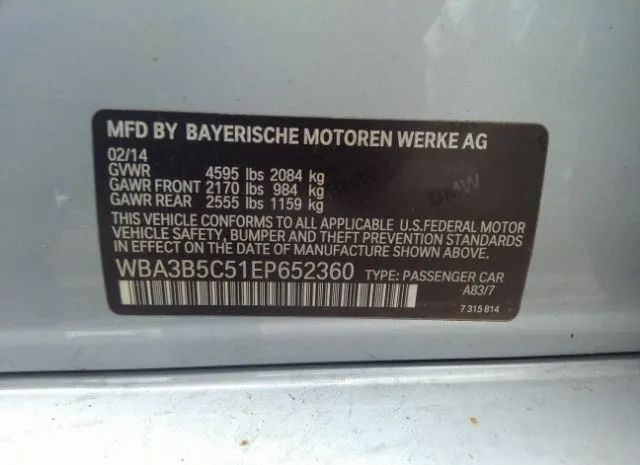 MFD BY BAYERISCHE MOTOREN WERKE AG
02/14
GVWR 4595 lbs 2084 kg
GAWR FRONT 2170 lbs 984 kg
GAWR REAR 2555 lbs 1159 kg
BMW BMW
THIS VEHICLE CONFORMS TO ALL APPLICABLE U.S.FEDERAL MOTOR
VEHICLE SAFETY, BUMPER AND THEFT PREVENTION STANDARDS
IN EFFECT ON THE DATE OF MANUFACTURE SHOWN ABOVE.
WBA3B5C51EP652360 TYPE: PASSENGER CAR
A83/7
7 315 814